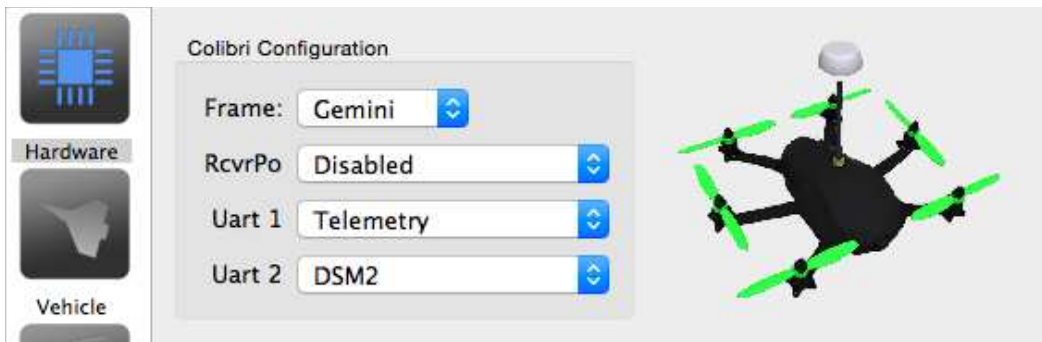 Hardware
Vehicle
Colibri Configuration
Frame: Gemini
RcvrPo Disabled
Uart 1 Telemetry
Uart 2 DSM2